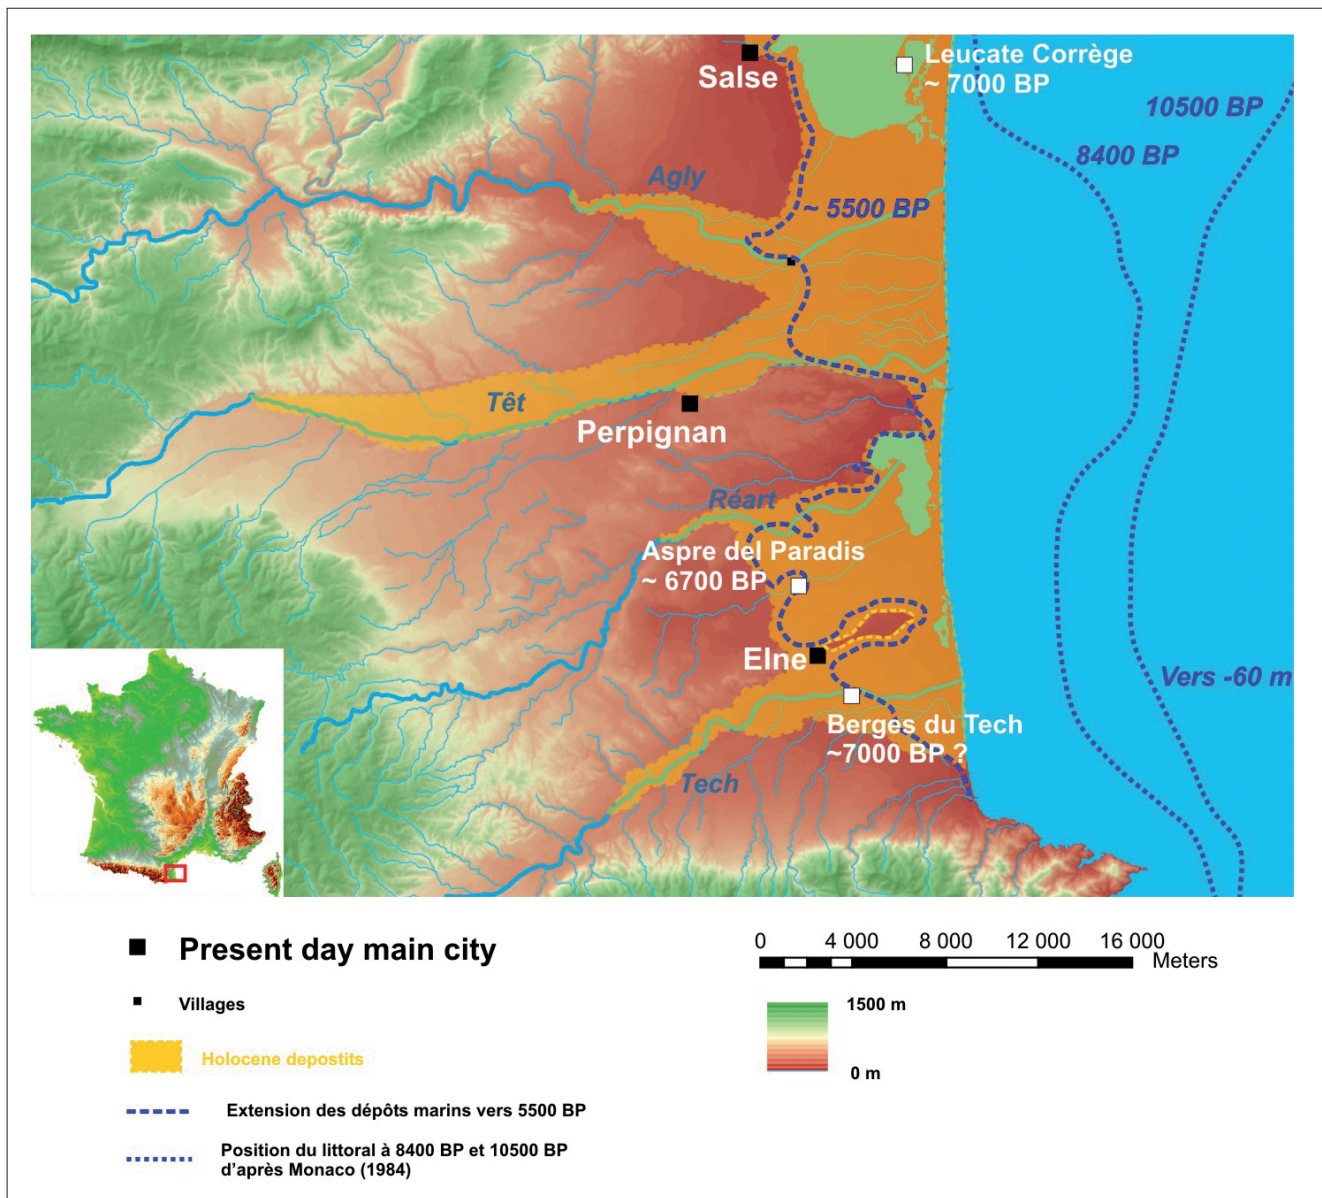 Salse
Leucate Corrège
~ 7000 BP
10500 BP
8400 BP
Agly
~ 5500 BP
Têt
Perpignan
Réart
Aspre del Paradis
~ 6700 BP
Elne
Vers -60 m
Berges du Tech
~7000 BP ?
Tech
Present day main city
Villages
Holocene depostits
Extension des dépôts marins vers 5500 BP
Position du littoral à 8400 BP et 10500 BP
d'après Monaco (1984)
0 4 000 8 000 12 000 16 000
Meters
1500 m
0 m